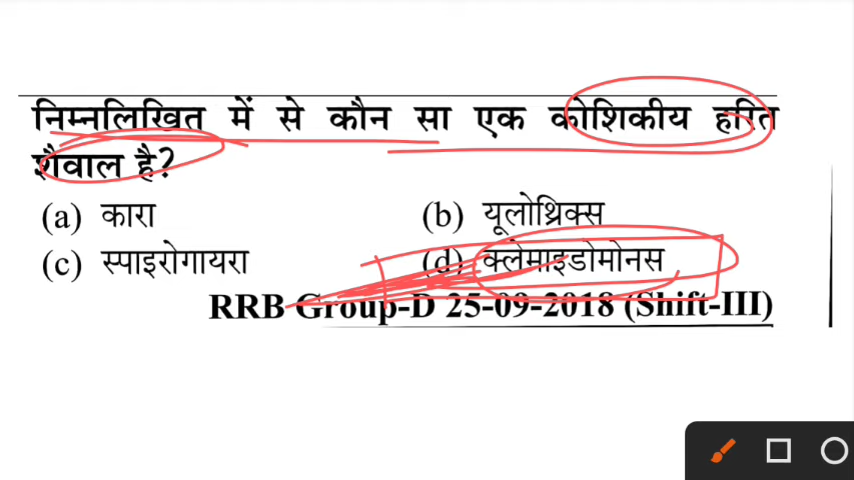 निम्नलिखित में से कौन सा एक कोशिकीय हरित
शैवाल है?
(a) कारा (b) यूलोथ्रिक्स
(c) स्पाइरोगायरा (d) क्लेमाइडोमोनस
RRB Group-D 25-09-2018 (Shift-III)